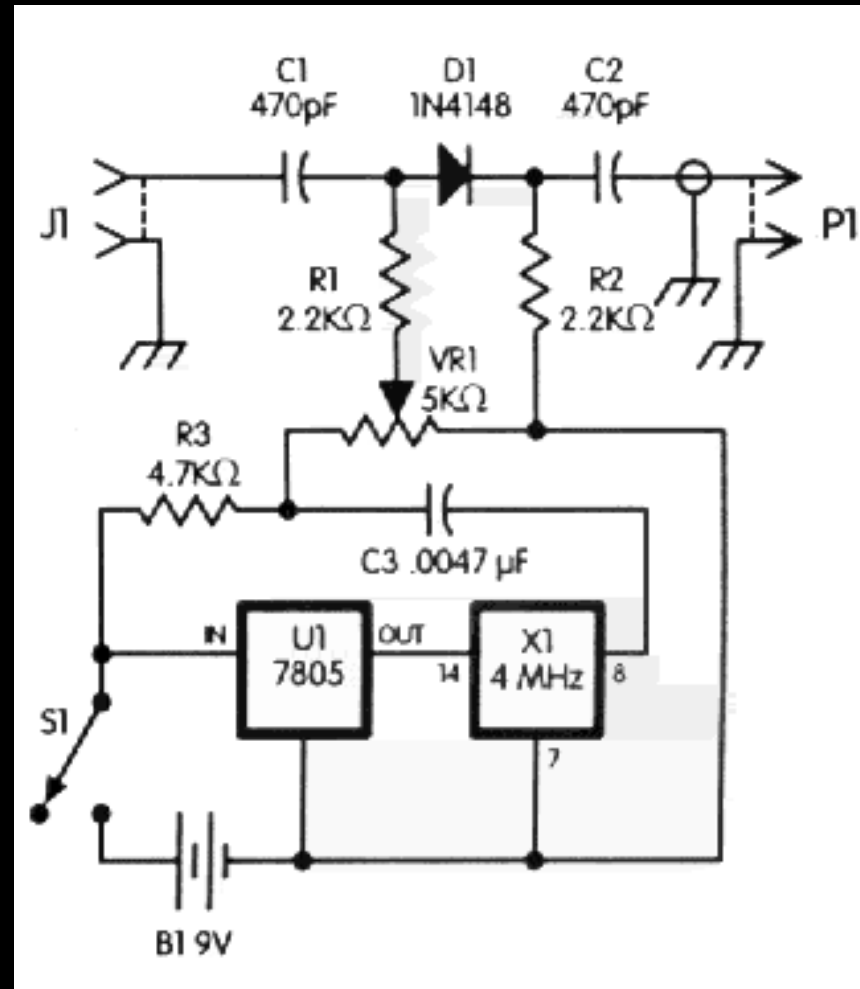 C1
470pF
D1
1N4148
C2
470pF
J1
P1
R1
2.2KΩ
R2
2.2KΩ
VR1
5KΩ
R3
4.7KΩ
C3 .0047 µF
IN
U1
7805
OUT
14
X1
4 MHz
8
7
S1
B1 9V